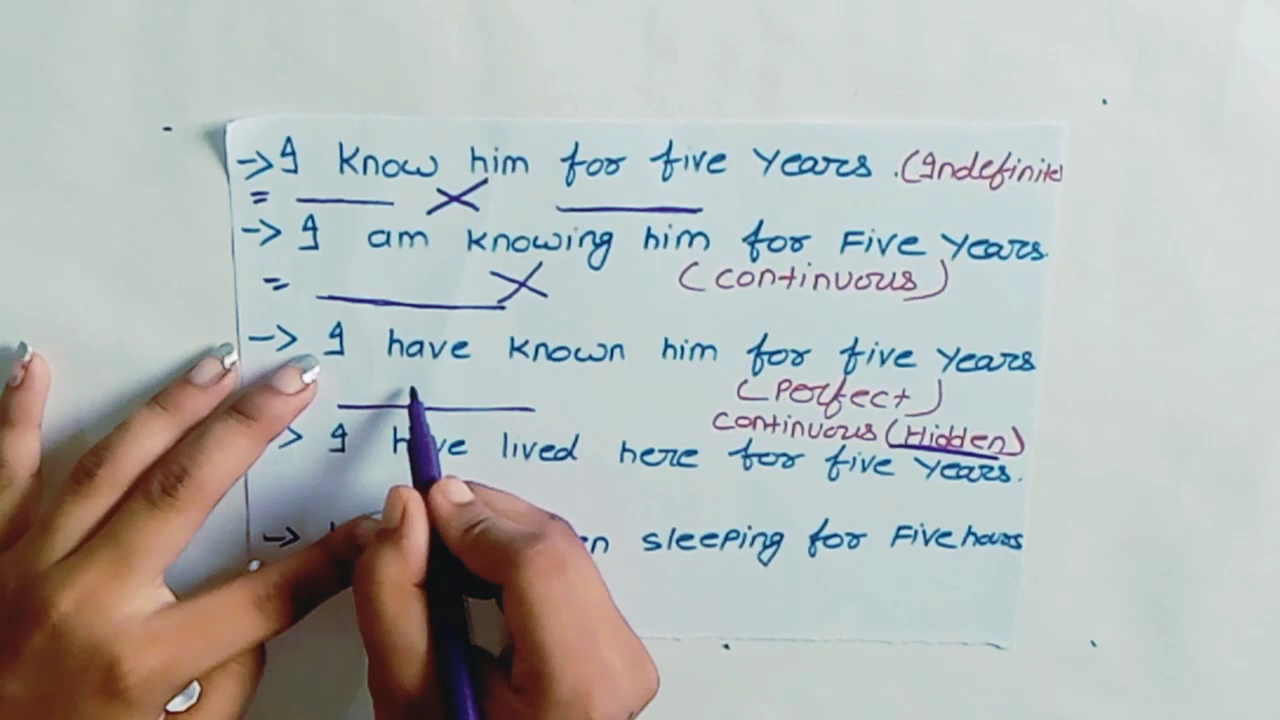 -> I know him for five years. (Indefinite
= X
-> I am knowing him for Five years.
= X (continuous)
-> I have known him for five years
(Perfect)
continuous (Hidden)
> I have lived here for five years.
-> sleeping for Five hours